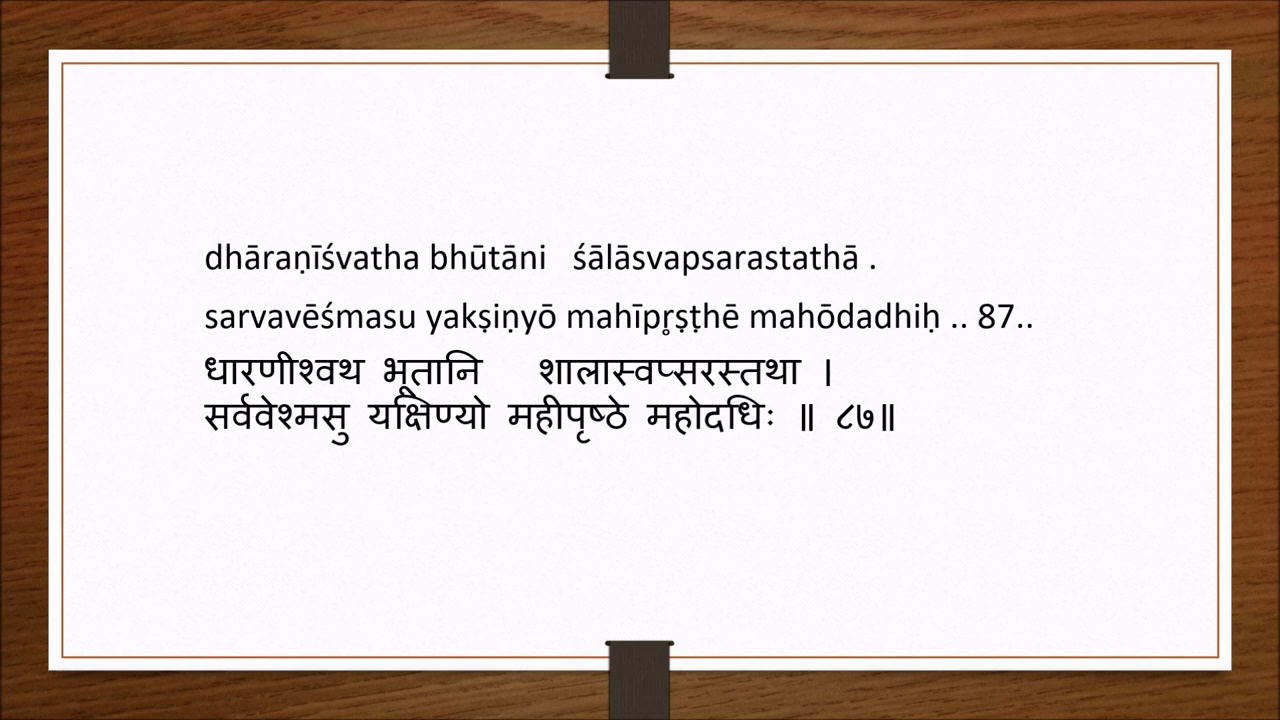 dhāraṇīśvatha bhūtāni śālāsvapsarastathā .
sarvavēśmasu yakṣiṇyō mahīpr̥ṣṭhē mahōdadhiḥ .. 87..
धारणीश्वथ भूतानि शालास्वप्सरस्तथा ।
सर्ववेश्मसु यक्षिण्यो महीपृष्ठे महोदधिः ॥ ८७॥